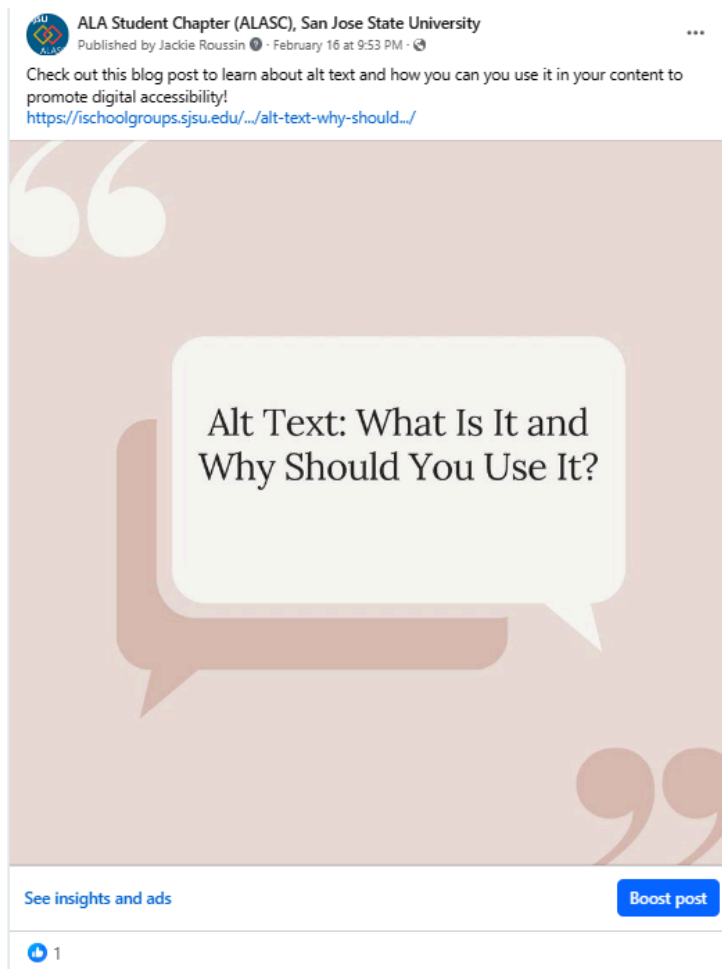 SJSU
ALASC
ALA Student Chapter (ALASC), San Jose State University
Published by Jackie Roussin · February 16 at 9:53 PM ·
Check out this blog post to learn about alt text and how you can you use it in your content to
promote digital accessibility!
https://ischoolgroups.sjsu.edu/.../alt-text-why-should.../
“
Alt Text: What Is It and
Why Should You Use It?
”
See insights and ads
Boost post
1